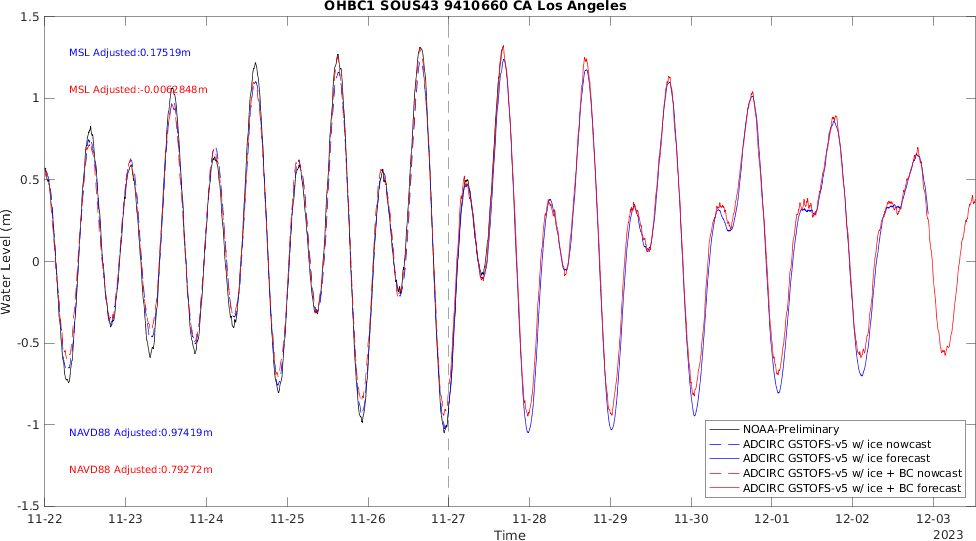 OHBC1 SOUS43 9410660 CA Los Angeles
1.5
MSL Adjusted:0.17519m
1
MSL Adjusted:-0.0062848m
0.5
Water Level (m)
0
-0.5
-1
NAVD88 Adjusted:0.97419m
NAVD88 Adjusted:0.79272m
NOAA-Preliminary
ADCIRC GSTOFS-v5 w/ ice nowcast
ADCIRC GSTOFS-v5 w/ ice forecast
ADCIRC GSTOFS-v5 w/ ice + BC nowcast
ADCIRC GSTOFS-v5 w/ ice + BC forecast
-1.5
11-22 11-23 11-24 11-25 11-26 11-27 11-28 11-29 11-30 12-01 12-02 12-03
Time
2023